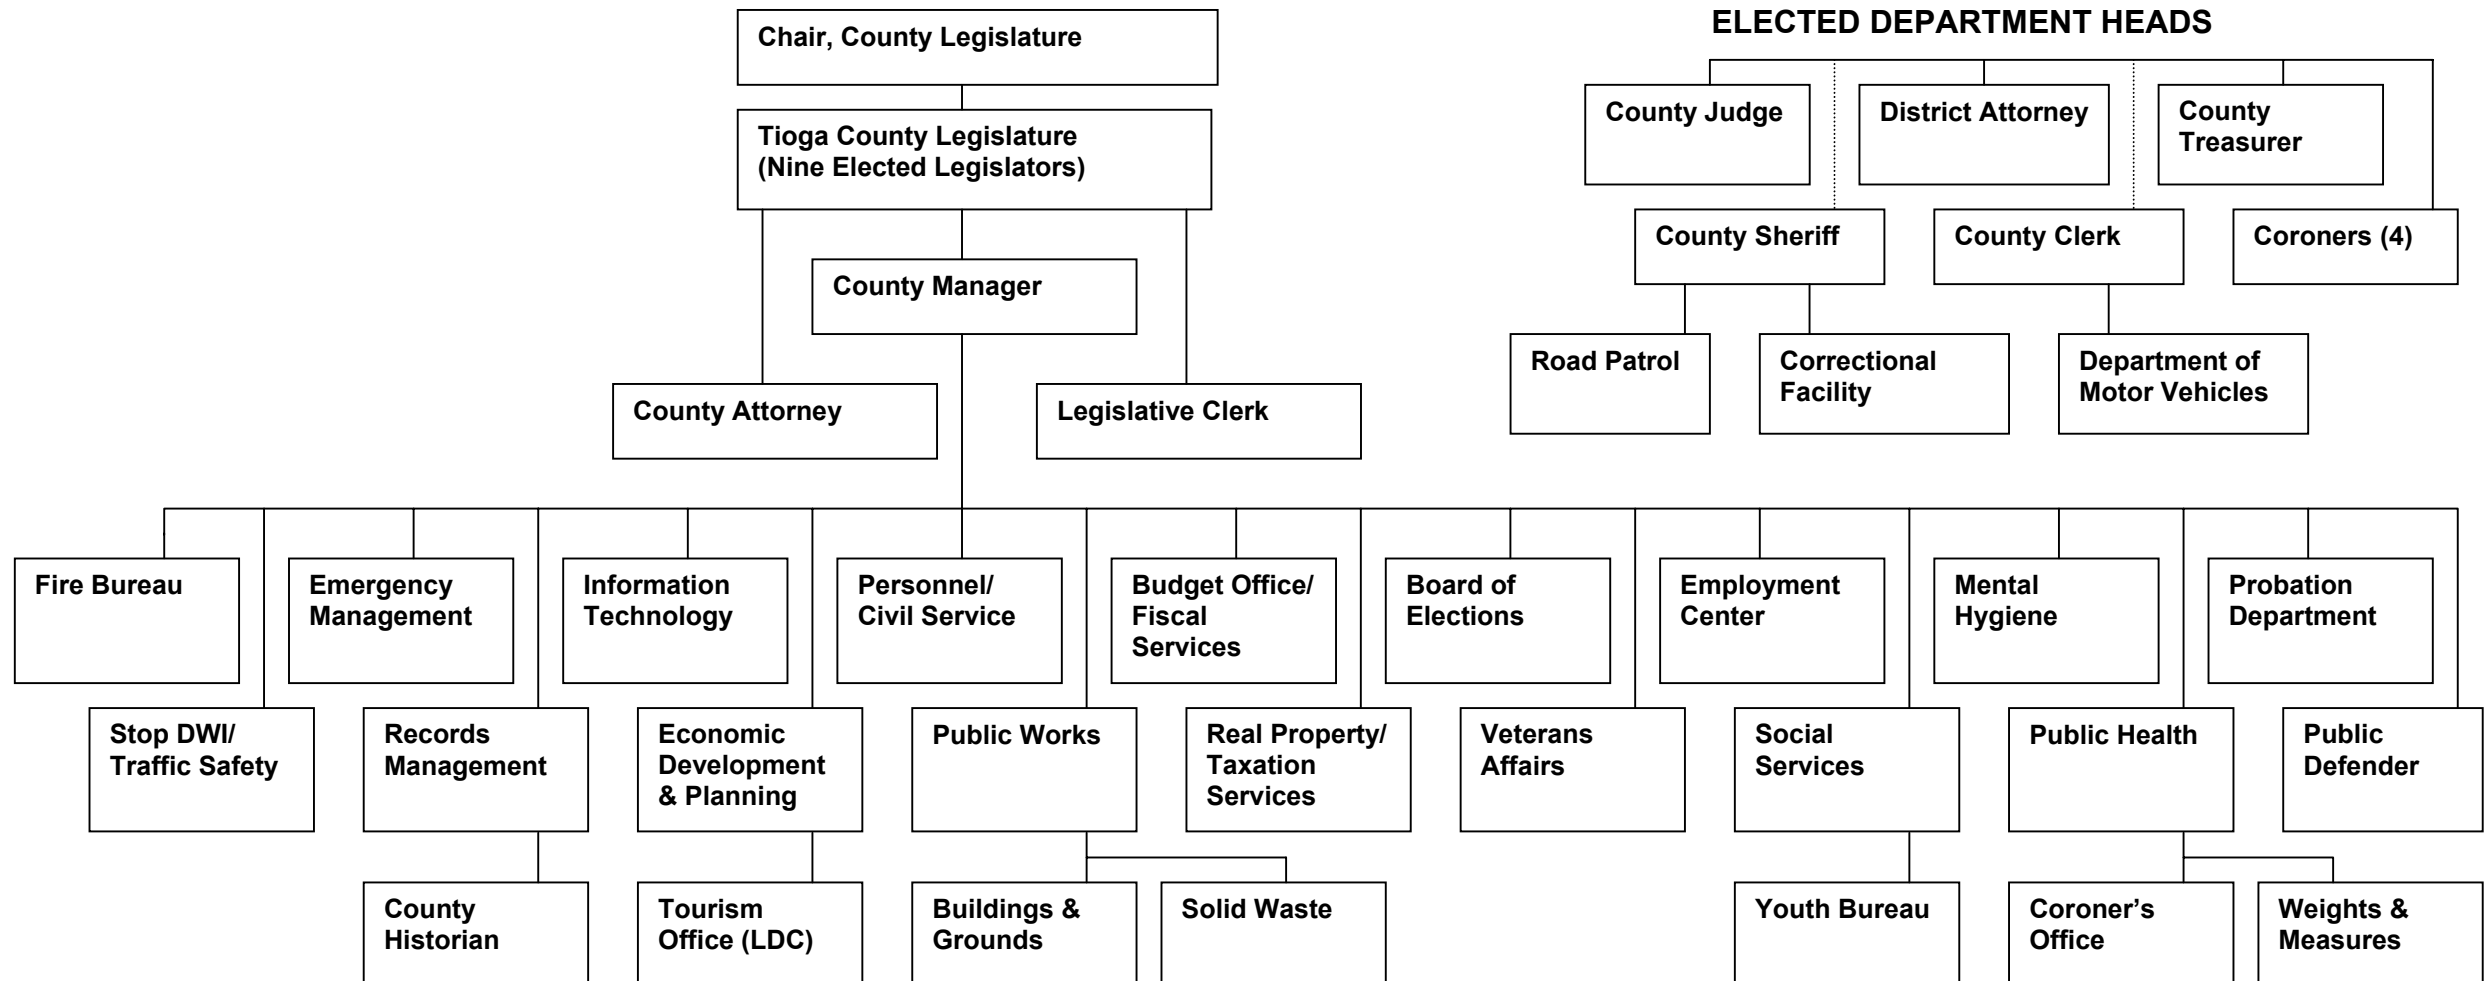 Chair, County Legislature
Tioga County Legislature
(Nine Elected Legislators)
County Manager
County Attorney
Legislative Clerk
ELECTED DEPARTMENT HEADS
County Judge
District Attorney
County
Treasurer
County Sheriff
County Clerk
Coroners (4)
Road Patrol
Correctional
Facility
Department of
Motor Vehicles
Fire Bureau
Emergency
Management
Information
Technology
Personnel/
Civil Service
Budget Office/
Fiscal
Services
Board of
Elections
Employment
Center
Mental
Hygiene
Probation
Department
Stop DWI/
Traffic Safety
Records
Management
Economic
Development
& Planning
Public Works
Real Property/
Taxation
Services
Veterans
Affairs
Social
Services
Public Health
Public
Defender
County
Historian
Tourism
Office (LDC)
Buildings &
Grounds
Solid Waste
Youth Bureau
Coroner’s
Office
Weights &
Measures